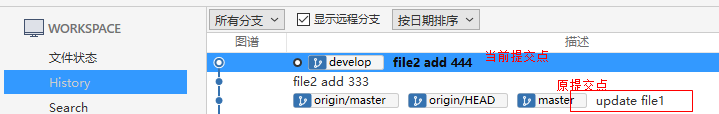 WORKSPACE
文件状态
History
Search
所有分支 显示远程分支 按日期排序
图谱 描述
develop file2 add 444 当前提交点
file2 add 333
原提交点
origin/master origin/HEAD master update file1